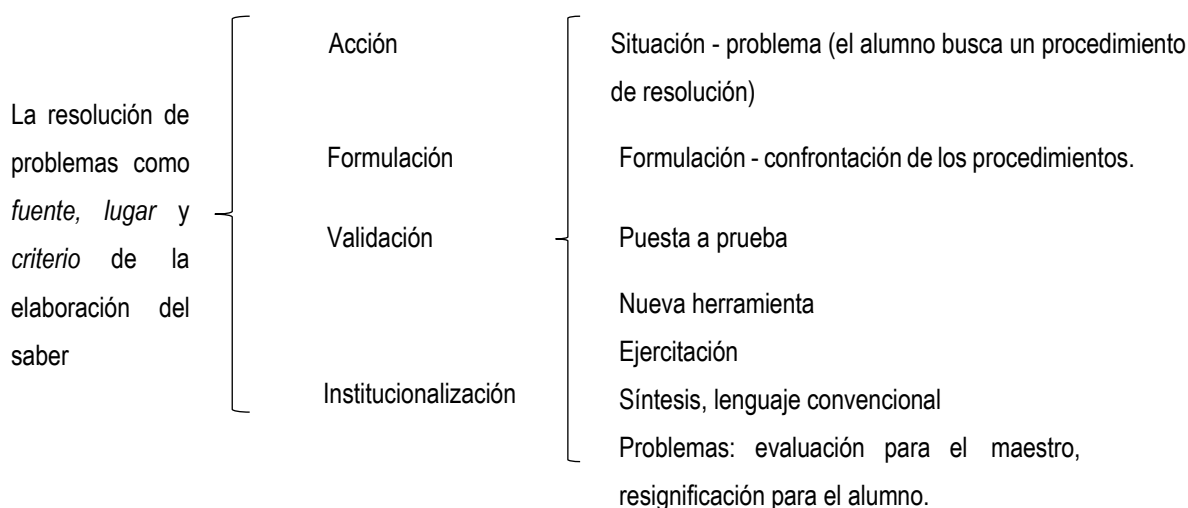 La resolución de
problemas como
fuente, lugar y
criterio de la
elaboración del
saber
Acción
Formulación
Validación
Institucionalización
Situación - problema (el alumno busca un procedimiento
de resolución)
Formulación - confrontación de los procedimientos.
Puesta a prueba
Nueva herramienta
Ejercitación
Síntesis, lenguaje convencional
Problemas: evaluación para el maestro,
resignificación para el alumno.